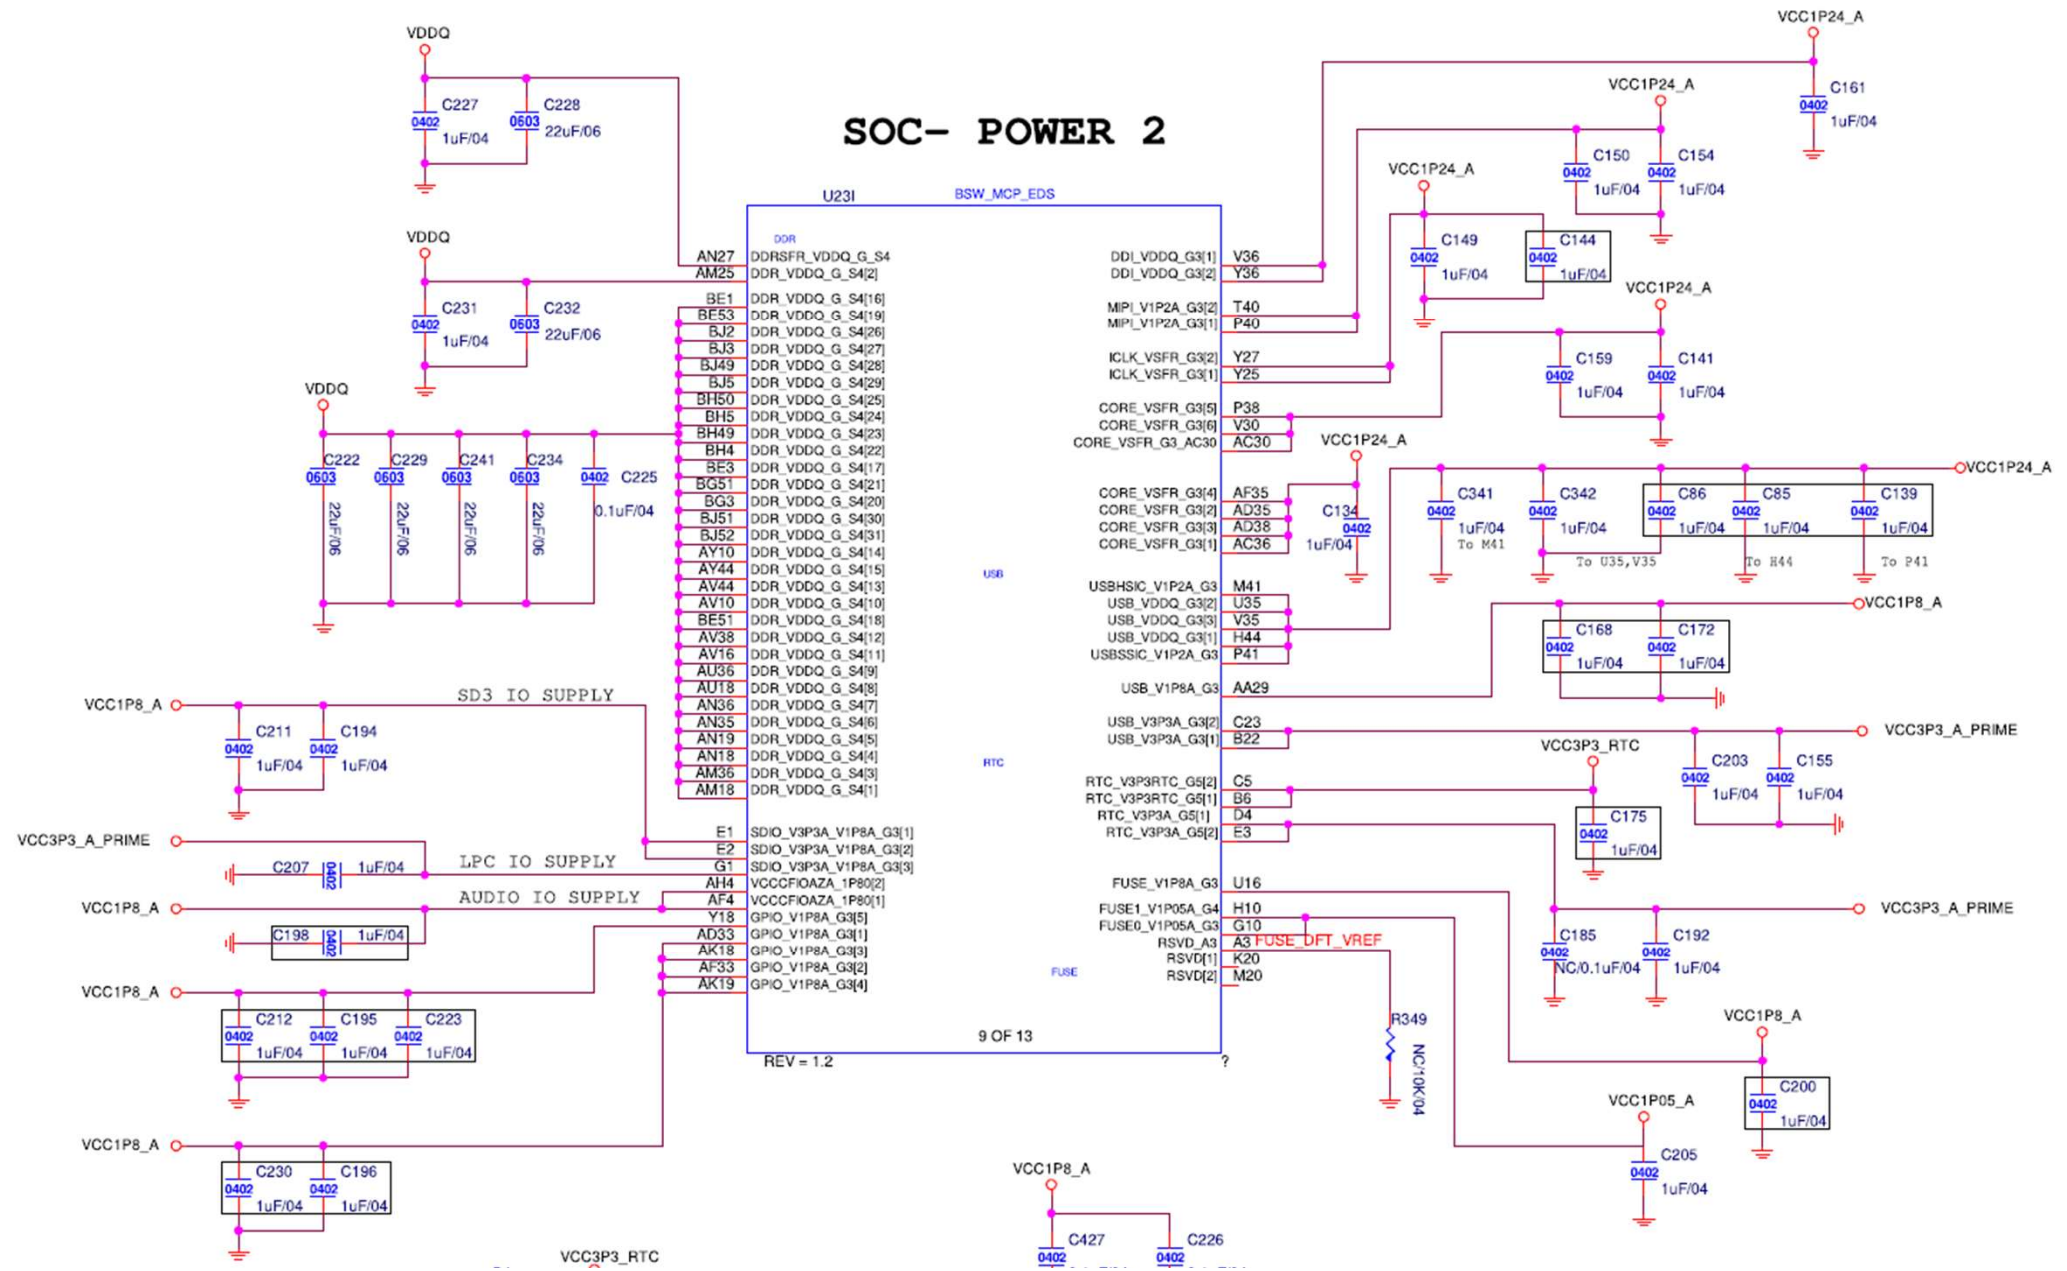 SOC- POWER 2
U23I
BSW_MCP_EDS
VDDQ
C227
0402
1uF/04
C228
0603
22uF/06
VDDQ
C231
0402
1uF/04
C232
0603
22uF/06
VDDQ
C222
0603
22uF/06
C229
0603
22uF/06
C241
0603
22uF/06
C234
0603
22uF/06
C225
0402
0.1uF/04
VCC1P8_A
SD3 IO SUPPLY
C211
0402
1uF/04
C194
0402
1uF/04
VCC3P3_A_PRIME
LPC IO SUPPLY
C207
0402
1uF/04
VCC1P8_A
AUDIO IO SUPPLY
C198
0402
1uF/04
VCC1P8_A
C212
0402
1uF/04
C195
0402
1uF/04
C223
0402
1uF/04
VCC1P8_A
C230
0402
1uF/04
C196
0402
1uF/04
VCC3P3_RTC
DDR
AN27 DDRSFR_VDDQ_G_S4
AM25 DDR_VDDQ_G_S4[2]
BE1 DDR_VDDQ_G_S4[16]
BE53 DDR_VDDQ_G_S4[19]
BJ2 DDR_VDDQ_G_S4[26]
BJ3 DDR_VDDQ_G_S4[27]
BJ49 DDR_VDDQ_G_S4[28]
BJ5 DDR_VDDQ_G_S4[29]
BH50 DDR_VDDQ_G_S4[25]
BH5 DDR_VDDQ_G_S4[24]
BH49 DDR_VDDQ_G_S4[23]
BH4 DDR_VDDQ_G_S4[22]
BE3 DDR_VDDQ_G_S4[17]
BG51 DDR_VDDQ_G_S4[21]
BG3 DDR_VDDQ_G_S4[20]
BJ51 DDR_VDDQ_G_S4[30]
BJ52 DDR_VDDQ_G_S4[31]
AY10 DDR_VDDQ_G_S4[14]
AY44 DDR_VDDQ_G_S4[15]
AV44 DDR_VDDQ_G_S4[13]
AV10 DDR_VDDQ_G_S4[10]
BE51 DDR_VDDQ_G_S4[18]
AV38 DDR_VDDQ_G_S4[12]
AV16 DDR_VDDQ_G_S4[11]
AU36 DDR_VDDQ_G_S4[9]
AU18 DDR_VDDQ_G_S4[8]
AN36 DDR_VDDQ_G_S4[7]
AN35 DDR_VDDQ_G_S4[6]
AN19 DDR_VDDQ_G_S4[5]
AN18 DDR_VDDQ_G_S4[4]
AM36 DDR_VDDQ_G_S4[3]
AM18 DDR_VDDQ_G_S4[1]
E1 SDIO_V3P3A_V1P8A_G3[1]
E2 SDIO_V3P3A_V1P8A_G3[2]
G1 SDIO_V3P3A_V1P8A_G3[3]
AH4 VCCCFIOAZA_1P80[2]
AF4 VCCCFIOAZA_1P80[1]
Y18 GPIO_V1P8A_G3[5]
AD33 GPIO_V1P8A_G3[1]
AK18 GPIO_V1P8A_G3[3]
AF33 GPIO_V1P8A_G3[2]
AK19 GPIO_V1P8A_G3[4]
USB
RTC
FUSE
9 OF 13
REV = 1.2
?
DDI_VDDQ_G3[1] V36
DDI_VDDQ_G3[2] Y36
MIPI_V1P2A_G3[2] T40
MIPI_V1P2A_G3[1] P40
ICLK_VSFR_G3[2] Y27
ICLK_VSFR_G3[1] Y25
CORE_VSFR_G3[5] P38
CORE_VSFR_G3[6] V30
CORE_VSFR_G3_AC30 AC30
CORE_VSFR_G3[4] AF35
CORE_VSFR_G3[2] AD35
CORE_VSFR_G3[3] AD38
CORE_VSFR_G3[1] AC36
USBHSIC_V1P2A_G3 M41
USB_VDDQ_G3[2] U35
USB_VDDQ_G3[3] V35
USB_VDDQ_G3[1] H44
USBSSIC_V1P2A_G3 P41
USB_V1P8A_G3 AA29
USB_V3P3A_G3[2] C23
USB_V3P3A_G3[1] B22
RTC_V3P3RTC_G5[2] C5
RTC_V3P3RTC_G5[1] B6
RTC_V3P3A_G5[1] D4
RTC_V3P3A_G5[2] E3
FUSE_V1P8A_G3 U16
FUSE1_V1P05A_G4 H10
FUSE0_V1P05A_G3 G10
RSVD_A3 A3 FUSE_DFT_VREF
RSVD[1] K20
RSVD[2] M20
VCC1P24_A
C161
0402
1uF/04
VCC1P24_A
C150
0402
1uF/04
C154
0402
1uF/04
VCC1P24_A
C149
0402
1uF/04
C144
0402
1uF/04
VCC1P24_A
C159
0402
1uF/04
C141
0402
1uF/04
VCC1P24_A
C134
0402
1uF/04
VCC1P24_A
C341
0402
1uF/04
To M41
C342
0402
1uF/04
To U35,V35
C86
0402
1uF/04
C85
0402
1uF/04
To H44
C139
0402
1uF/04
To P41
VCC1P8_A
C168
0402
1uF/04
C172
0402
1uF/04
VCC3P3_A_PRIME
C203
0402
1uF/04
C155
0402
1uF/04
VCC3P3_RTC
C175
0402
1uF/04
VCC3P3_A_PRIME
C185
0402
NC/0.1uF/04
C192
0402
1uF/04
R349
NC/10K/04
VCC1P8_A
C200
0402
1uF/04
VCC1P05_A
C205
0402
1uF/04
VCC1P8_A
C427
0402
C226
0402